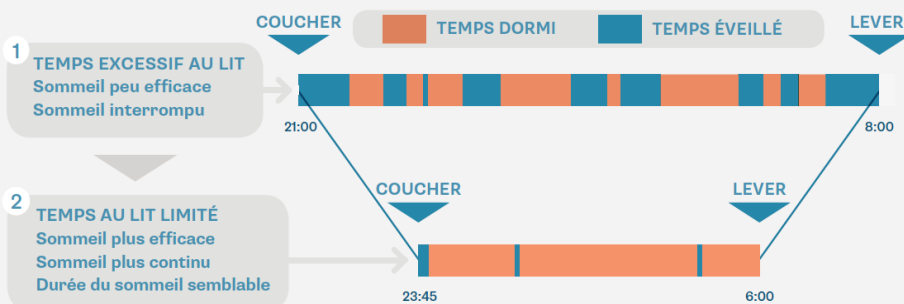 COUCHER
TEMPS DORMI
TEMPS ÉVEILLÉ
LEVER
1
TEMPS EXCESSIF AU LIT
Sommeil peu efficace
Sommeil interrompu
21:00
8:00
COUCHER
LEVER
2
TEMPS AU LIT LIMITÉ
Sommeil plus efficace
Sommeil plus continu
Durée du sommeil semblable
23:45
6:00